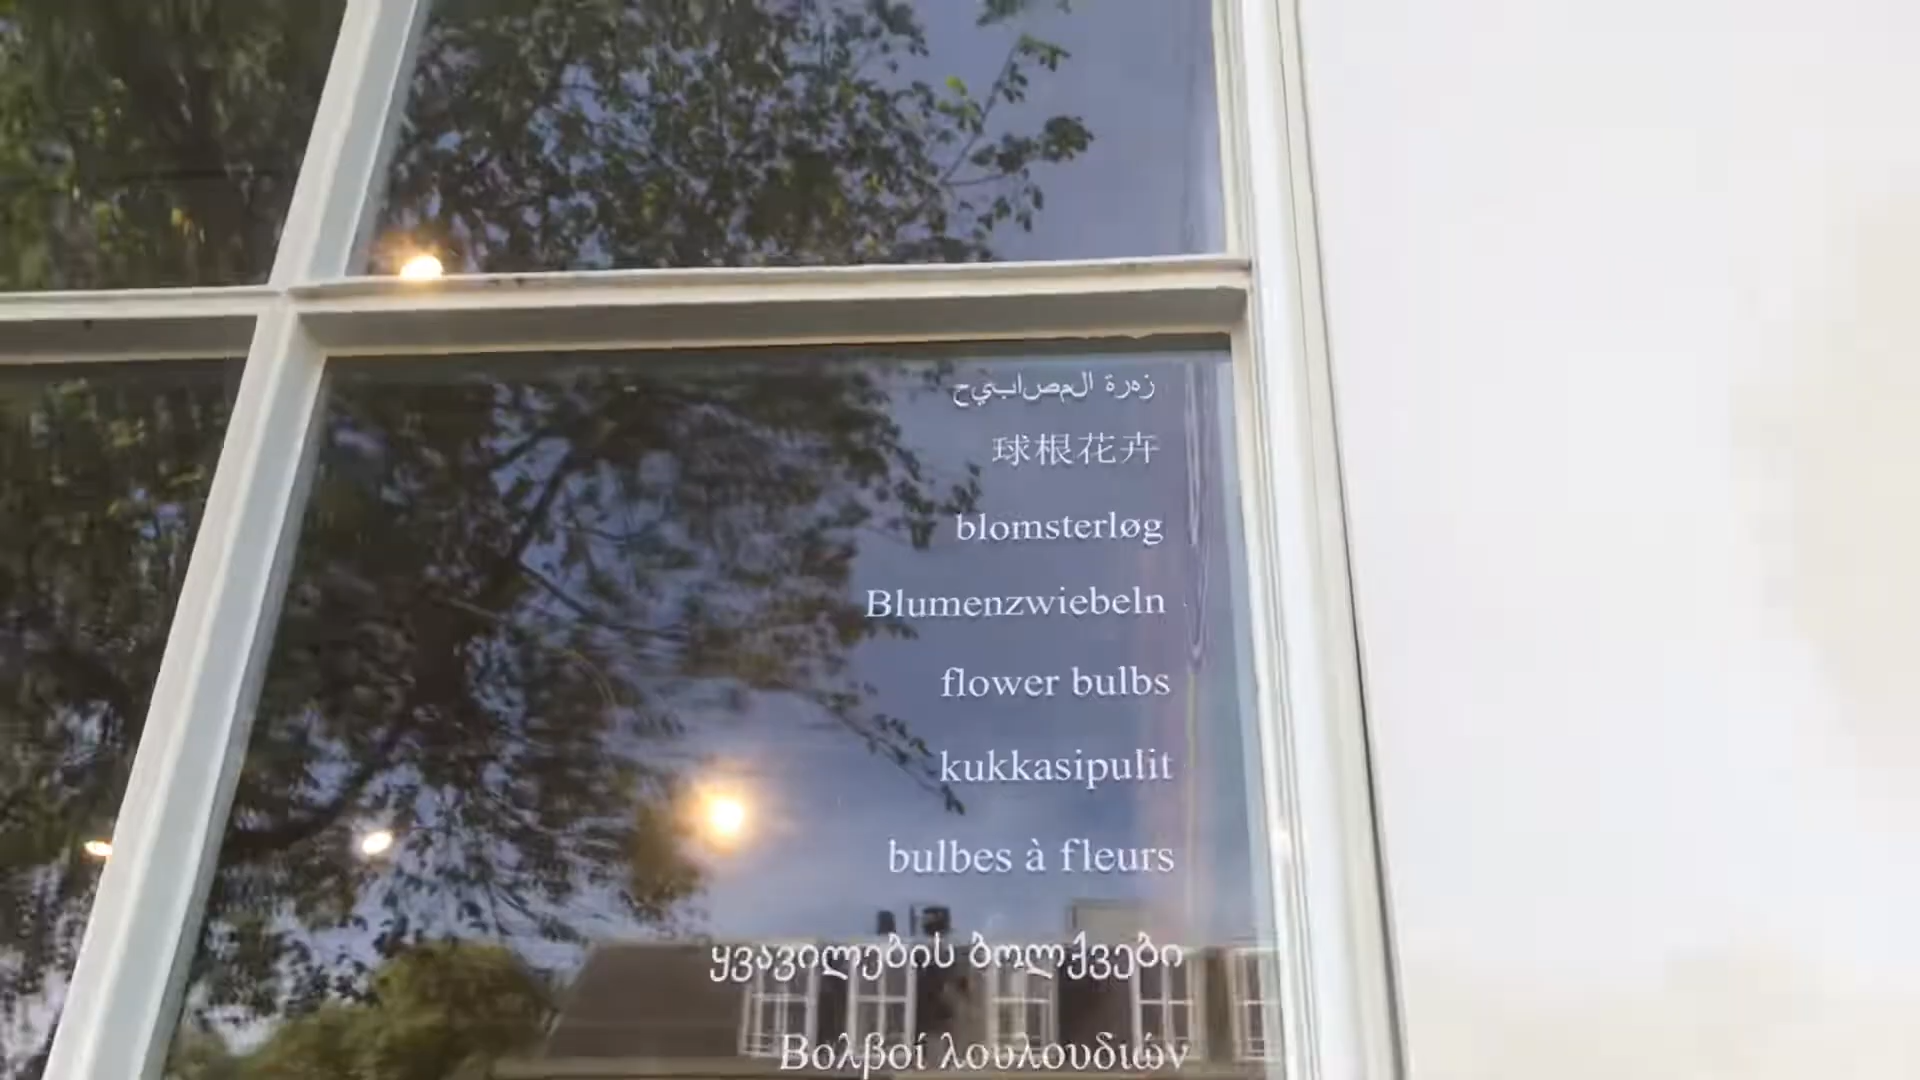 زهرة المصابيح
球根花卉
blomsterløg
Blumenzwiebeln
flower bulbs
kukkasipulit
bulbes à fleurs
ყვავილების ბოლქვები
Βολβοί λουλουδιών